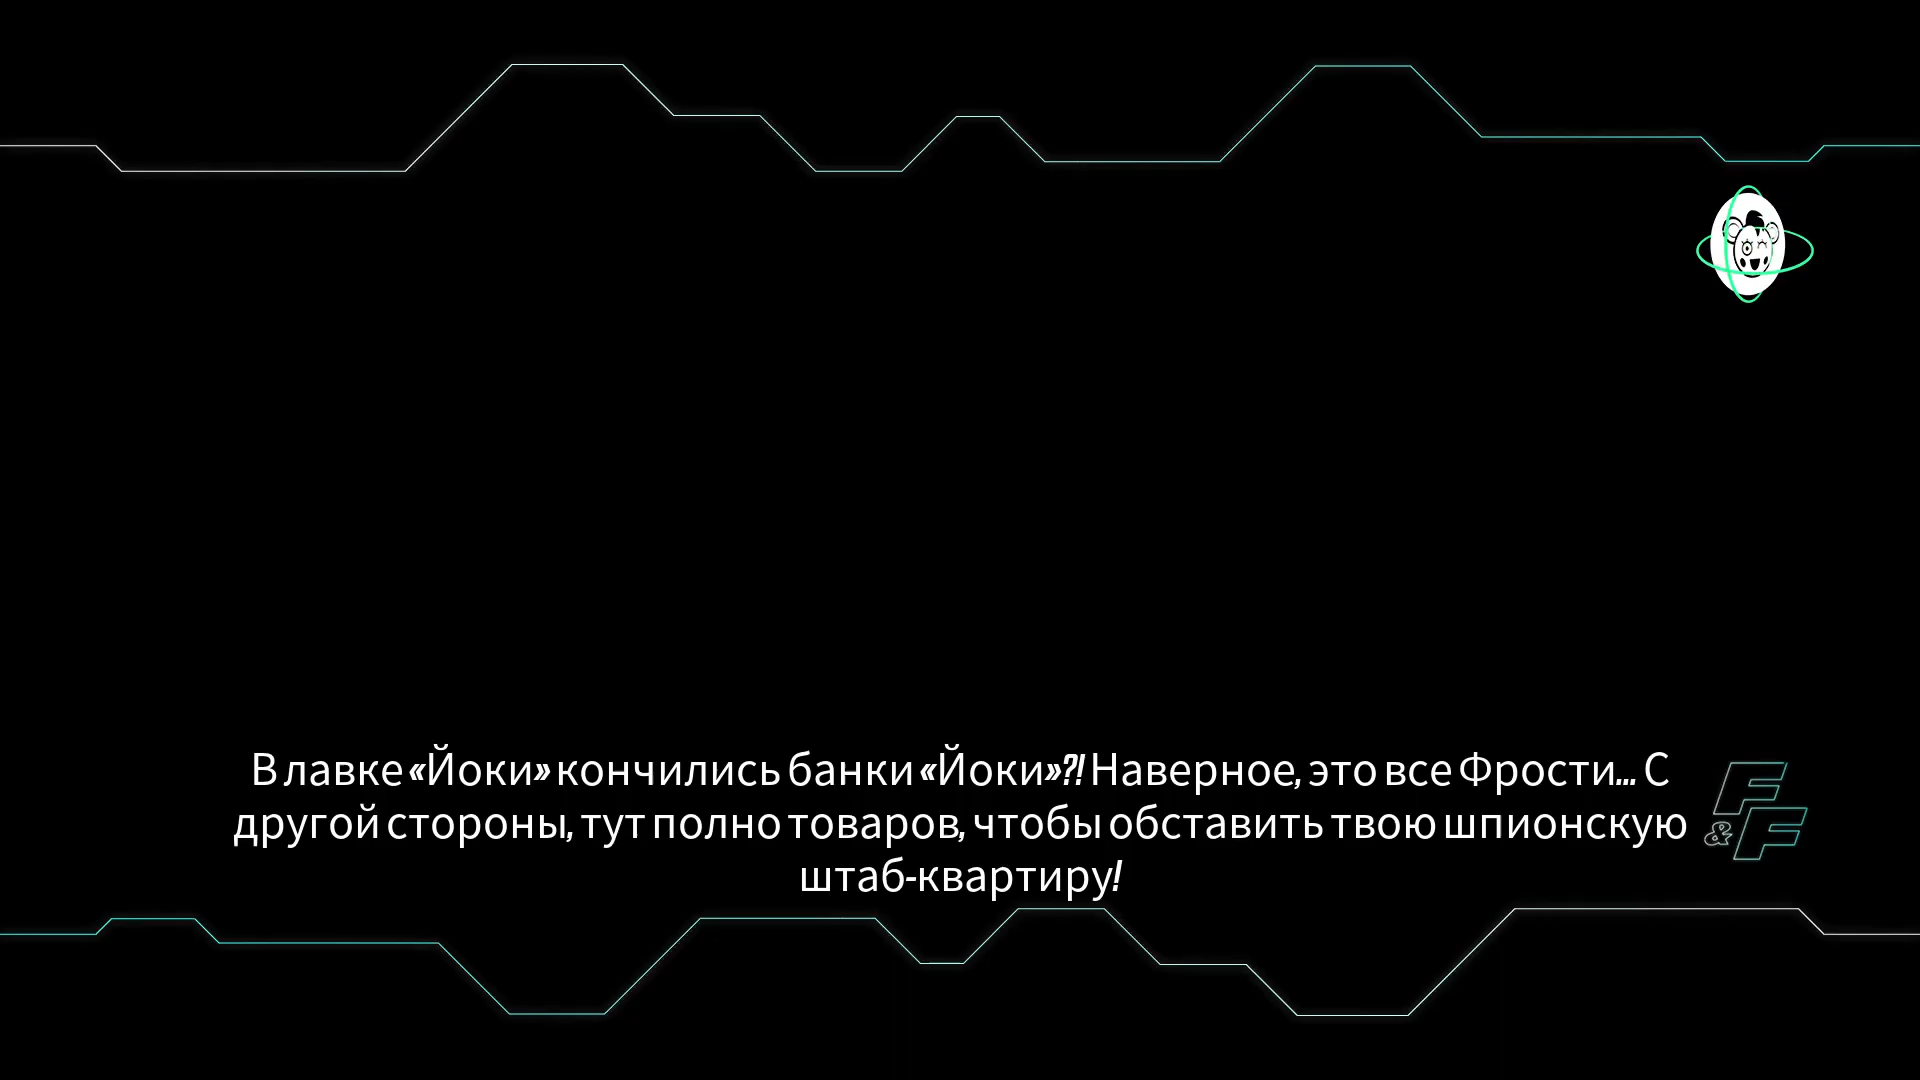 В лавке «Йоки» кончились банки «Йоки»?! Наверное, это все Фрости... С
другой стороны, тут полно товаров, чтобы обставить твою шпионскую
штаб-квартиру!
F
&F